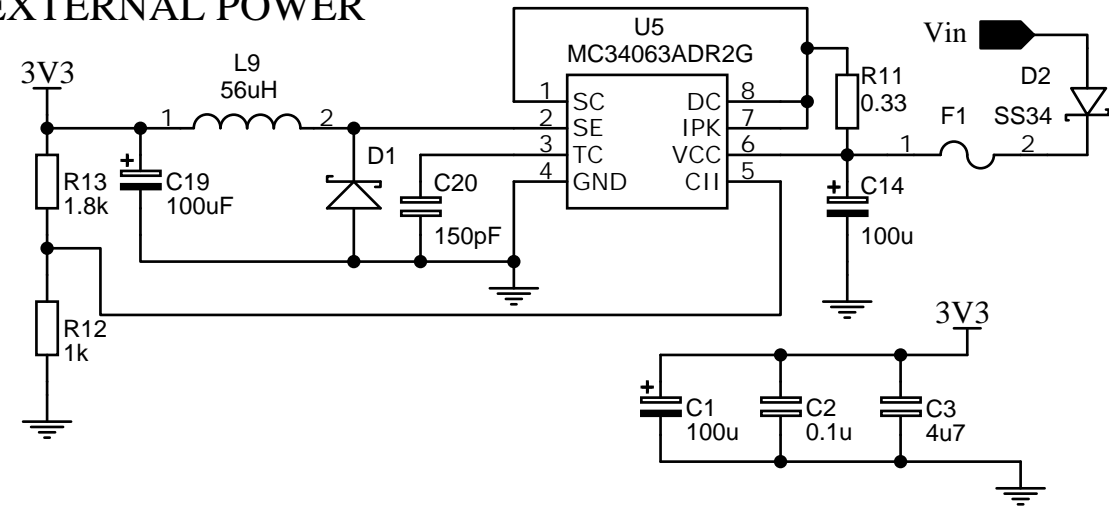 EXTERNAL POWER
U5
MC34063ADR2G
Vin
3V3
L9
56uH
1
2
1
SC
DC
8
2
SE
IPK
7
3
TC
VCC
6
4
GND
CII
5
R11
0.33
F1
1
2
D2
SS34
D1
R13
1.8k
+
C19
100uF
C20
150pF
+
C14
100u
R12
1k
3V3
+
C1
100u
C2
0.1u
C3
4u7